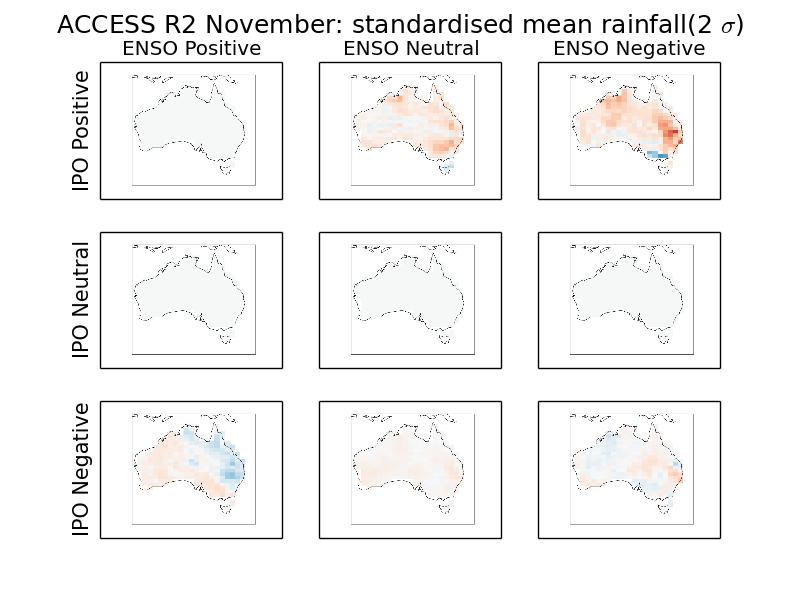 ACCESS R2 November: standardised mean rainfall(2 σ)
ENSO Positive ENSO Neutral ENSO Negative
IPO Positive
IPO Neutral
IPO Negative